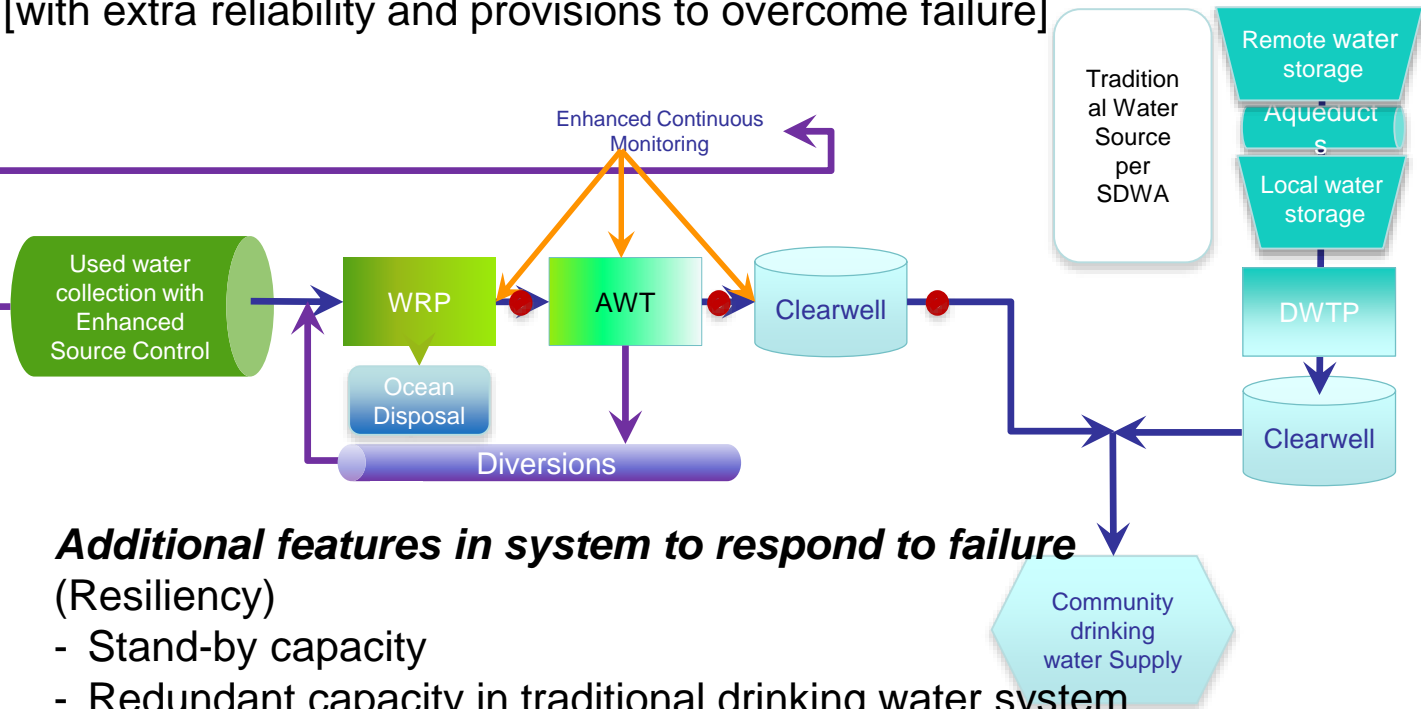 [with extra reliability and provisions to overcome failure]
Remote water
storage
Tradition
al Water
Source
per
SDWA
Aqueduct
s
Enhanced Continuous
Monitoring
Local water
storage
Used water
collection with
Enhanced
Source Control
WRP
AWT
Clearwell
DWTP
Ocean
Disposal
Clearwell
Diversions
Additional features in system to respond to failure
(Resiliency)
- Stand-by capacity
- Redundant capacity in traditional drinking water system
Community
drinking
water Supply